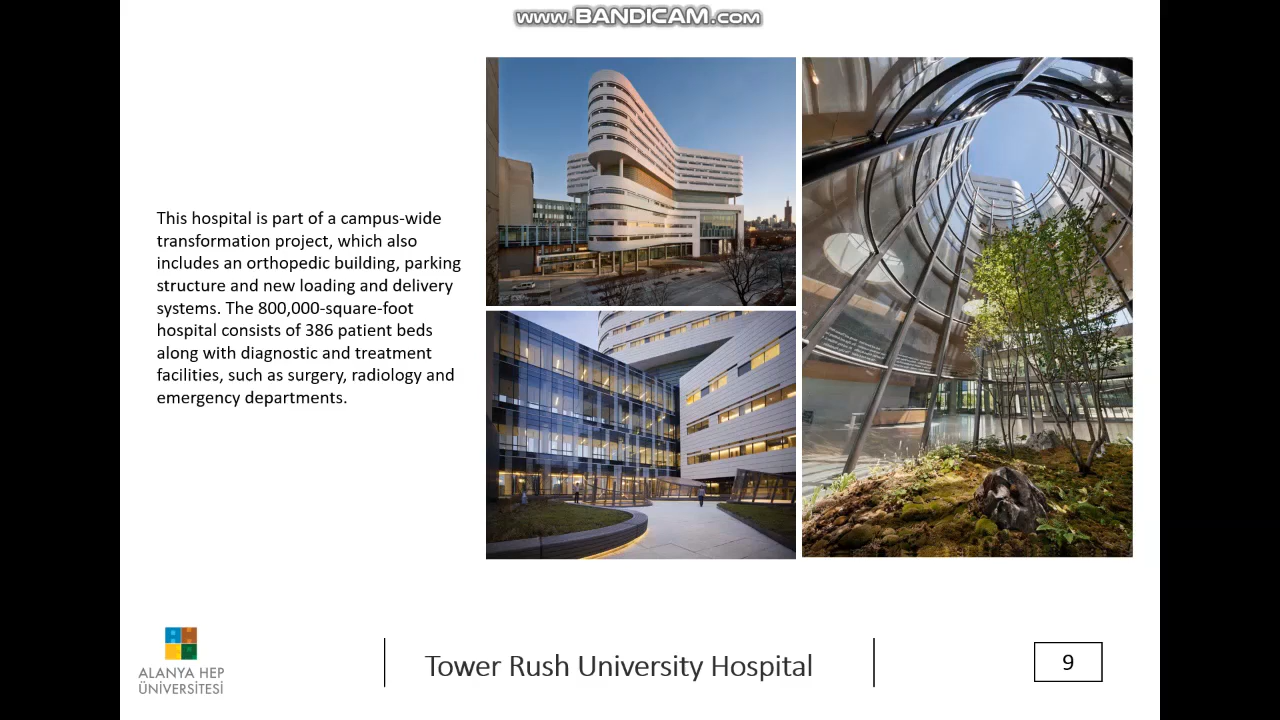 www.BANDICAM.com
This hospital is part of a campus-wide
transformation project, which also
includes an orthopedic building, parking
structure and new loading and delivery
systems. The 800,000-square-foot
hospital consists of 386 patient beds
along with diagnostic and treatment
facilities, such as surgery, radiology and
emergency departments.
ALANYA HEP
ÜNİVERSİTESİ
Tower Rush University Hospital
9